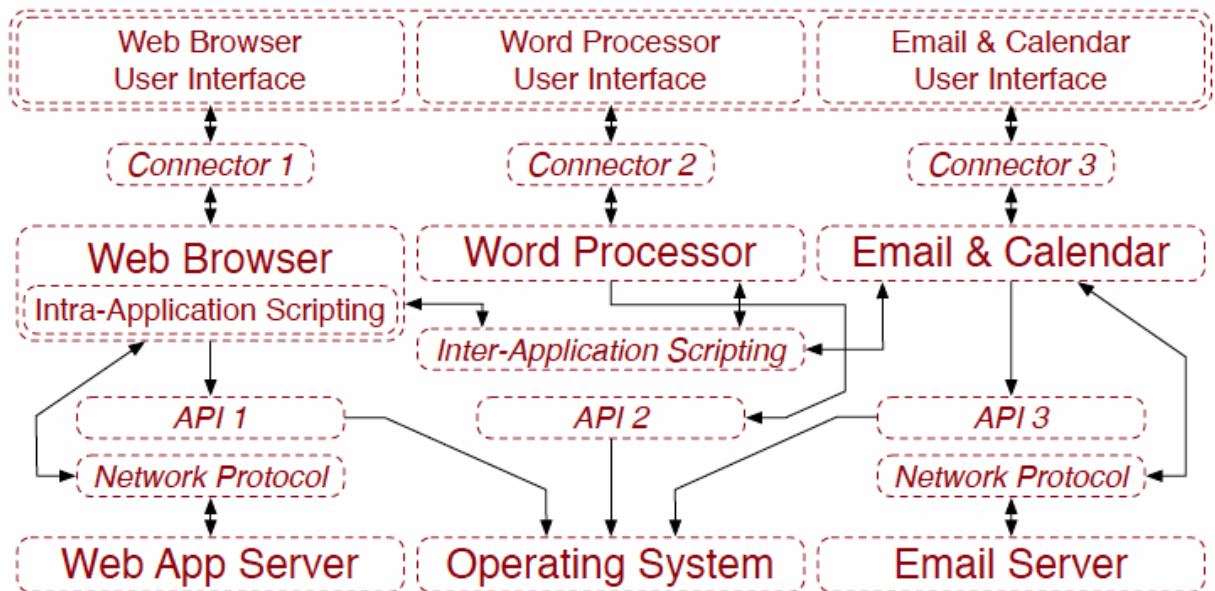 Web Browser
User Interface
Word Processor
User Interface
Email & Calendar
User Interface
Connector 1
Connector 2
Connector 3
Web Browser
Intra-Application Scripting
Word Processor
Email & Calendar
Inter-Application Scripting
API 1
API 2
API 3
Network Protocol
Network Protocol
Web App Server
Operating System
Email Server